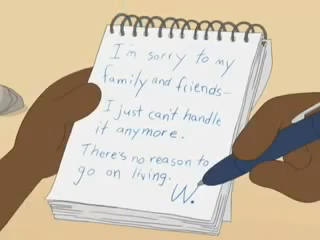 I'm sorry to my
family and friends—
I just can't handle
it anymore.
There's no reason to
go on living.
W.